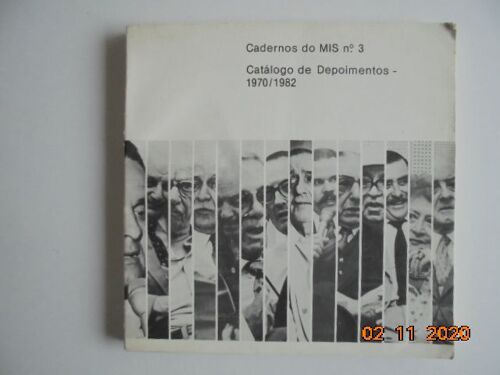 Cadernos do MIS nº 3
Catálogo de Depoimentos -
1970/1982
02 11 2020